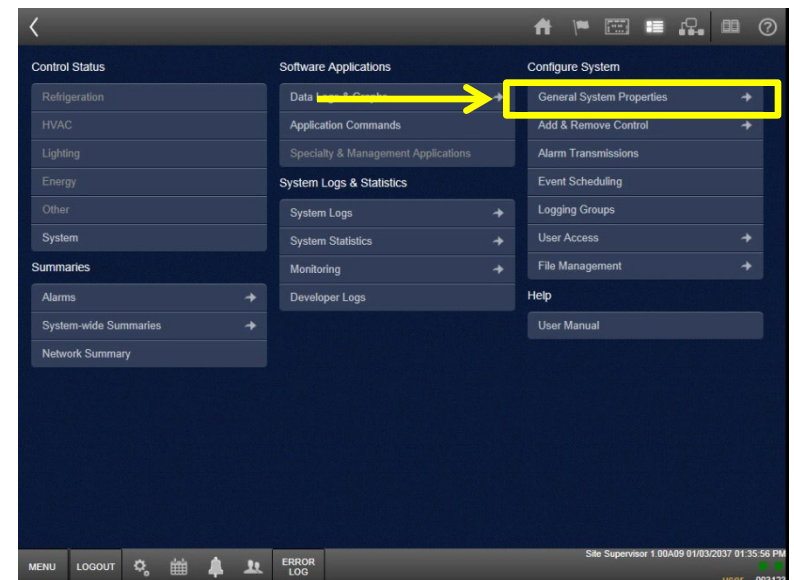 Control Status
Refrigeration
HVAC
Lighting
Energy
Other
System
Summaries
Alarms
System-wide Summaries
Network Summary
Software Applications
Data Logs & Graphs
Application Commands
Specialty & Management Applications
System Logs & Statistics
System Logs
System Statistics
Monitoring
Developer Logs
Configure System
General System Properties
Add & Remove Control
Alarm Transmissions
Event Scheduling
Logging Groups
User Access
File Management
Help
User Manual
MENU
LOGOUT
ERROR
LOG
Site Supervisor 1.00A09 01/03/2037 01:35:56 PM